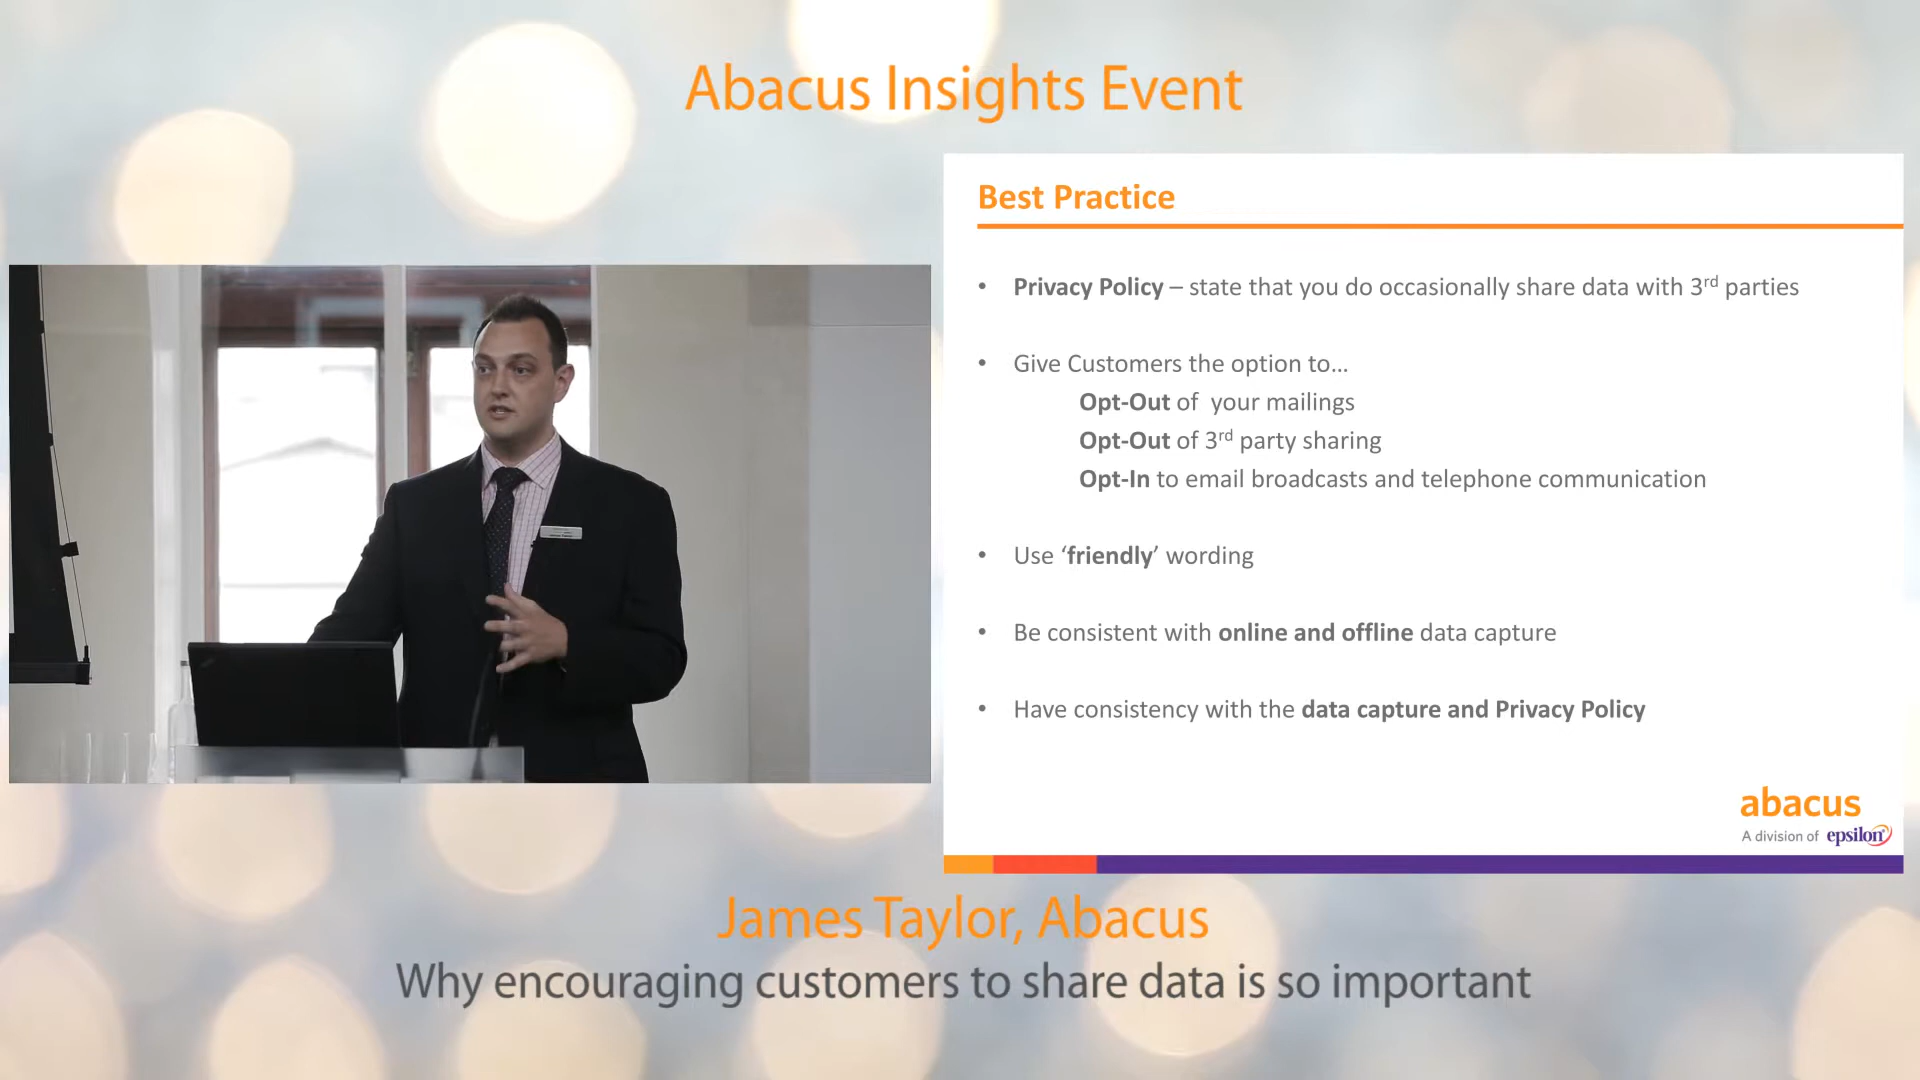 Abacus Insights Event
Best Practice
• Privacy Policy – state that you do occasionally share data with 3rd parties
• Give Customers the option to...
Opt-Out of your mailings
Opt-Out of 3rd party sharing
Opt-In to email broadcasts and telephone communication
• Use ‘friendly’ wording
• Be consistent with online and offline data capture
• Have consistency with the data capture and Privacy Policy
abacus
A division of epsilon
James Taylor, Abacus
Why encouraging customers to share data is so important